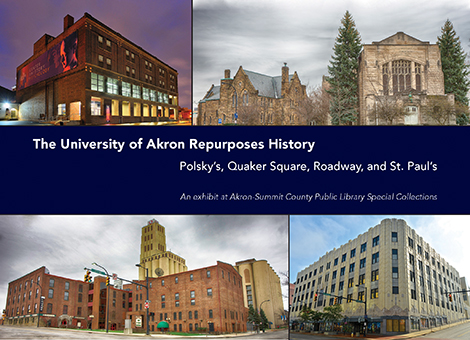 The University of Akron Repurposes History
Polsky's, Quaker Square, Roadway, and St. Paul's
An exhibit at Akron-Summit County Public Library Special Collections